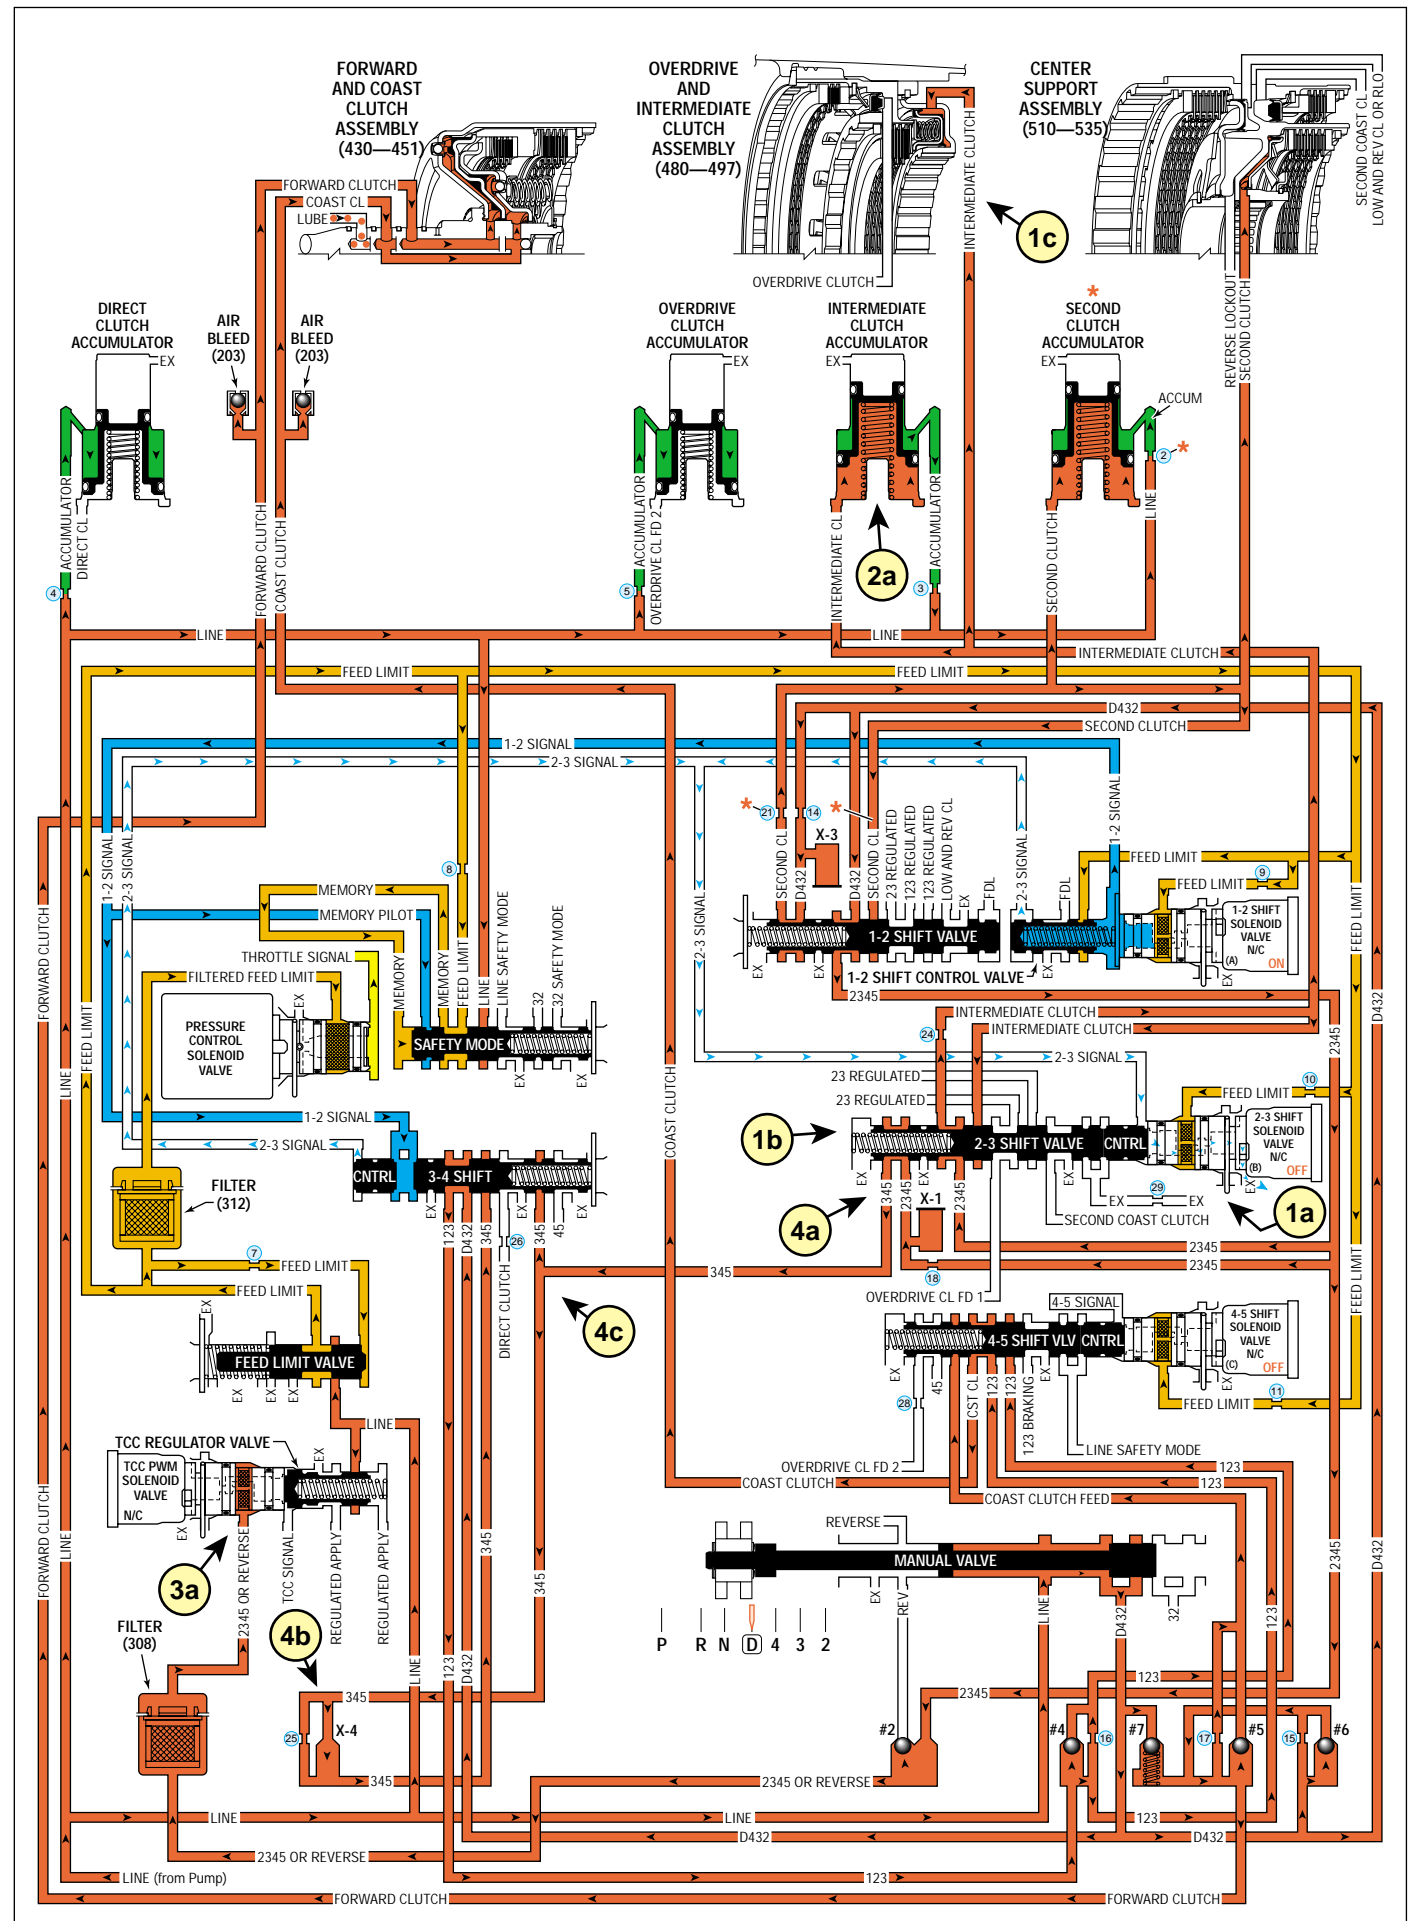 FORWARD
AND COAST
CLUTCH
ASSEMBLY
(430—451)
OVERDRIVE
AND
INTERMEDIATE
CLUTCH
ASSEMBLY
(480—497)
CENTER
SUPPORT
ASSEMBLY
(510—535)
SECOND COAST CL
LOW AND REV CL OR RLO
FORWARD CLUTCH
COAST CL
LUBE
INTERMEDIATE CLUTCH
1c
OVERDRIVE CLUTCH
REVERSE LOCKOUT
SECOND CLUTCH
DIRECT
CLUTCH
ACCUMULATOR
EX
AIR
BLEED
(203)
AIR
BLEED
(203)
OVERDRIVE
CLUTCH
ACCUMULATOR
EX
INTERMEDIATE
CLUTCH
ACCUMULATOR
EX
*
SECOND
CLUTCH
ACCUMULATOR
EX
ACCUM
2
*
ACCUMULATOR
DIRECT CL
FORWARD CLUTCH
COAST CLUTCH
ACCUMULATOR
OVERDRIVE CL FD 2
INTERMEDIATE CL
ACCUMULATOR
SECOND CLUTCH
LINE
2a
4
5
3
LINE
LINE
INTERMEDIATE CLUTCH
FEED LIMIT
FEED LIMIT
D432
SECOND CLUTCH
1-2 SIGNAL
2-3 SIGNAL
*
21
14
*
X-3
SECOND CL
D432
D432
SECOND CL
23 REGULATED
123 REGULATED
123 REGULATED
LOW AND REV CL
EX
FDL
2-3 SIGNAL
FDL
1-2 SIGNAL
FEED LIMIT
FEED LIMIT
9
1-2 SIGNAL
2-3 SIGNAL
8
MEMORY
MEMORY PILOT
THROTTLE SIGNAL
FILTERED FEED LIMIT
MEMORY
MEMORY
FEED LIMIT
LINE
LINE SAFETY MODE
32
32 SAFETY MODE
2-3 SIGNAL
1-2 SHIFT VALVE
1-2 SHIFT CONTROL VALVE
EX
EX
1-2 SHIFT
SOLENOID
VALVE
N/C
(A)
ON
EX
FEED LIMIT
D432
FORWARD CLUTCH
LINE
FEED LIMIT
EX
PRESSURE
CONTROL
SOLENOID
VALVE
SAFETY MODE
EX
EX
2345
INTERMEDIATE CLUTCH
24
INTERMEDIATE CLUTCH
2345
2-3 SIGNAL
COAST CLUTCH
23 REGULATED
23 REGULATED
FEED LIMIT
10
1-2 SIGNAL
2-3 SIGNAL
1b
2-3 SHIFT VALVE
CNTRL
2-3 SHIFT
SOLENOID
VALVE
N/C
(B)
OFF
EX
CNTRL
3-4 SHIFT
EX
EX
EX
FILTER
(312)
123
D432
345
DIRECT CLUTCH
26
345
45
4a
EX
2345
2345
X-1
2345
EX
EX
EX
29
EX
SECOND COAST CLUTCH
1a
2345
2345
7
FEED LIMIT
FEED LIMIT
345
18
OVERDRIVE CL FD 1
FEED LIMIT
4c
EX
FEED LIMIT VALVE
EX
EX
EX
EX
4-5 SIGNAL
4-5 SHIFT VLV
CNTRL
4-5 SHIFT
SOLENOID
VALVE
N/C
(C)
OFF
EX
EX
28
45
CST CL
123
123
123 BRAKING
EX
FEED LIMIT
11
LINE
LINE SAFETY MODE
OVERDRIVE CL FD 2
COAST CLUTCH
123
123
COAST CLUTCH FEED
TCC REGULATOR VALVE
EX
TCC PWM
SOLENOID
VALVE
N/C
EX
3a
2345 OR REVERSE
TCC SIGNAL
REGULATED APPLY
REGULATED APPLY
345
345
REVERSE
MANUAL VALVE
EX
REV
LINE
D432
32
P
R
N
D
4
3
2
FORWARD CLUTCH
LINE
2345
D432
FILTER
(308)
4b
LINE
123
D432
123
123
2345
345
X-4
25
345
#2
#4
16
#7
17
#5
15
#6
2345 OR REVERSE
LINE
LINE
123
D432
D432
2345 OR REVERSE
LINE (from Pump)
123
FORWARD CLUTCH
FORWARD CLUTCH